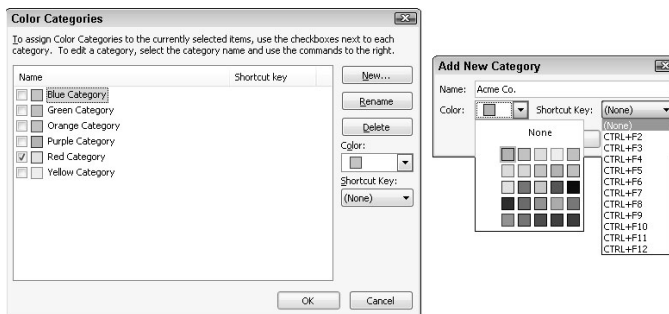 Color Categories
To assign Color Categories to the currently selected items, use the checkboxes next to each
category. To edit a category, select the category name and use the commands to the right.
Name Shortcut key
Blue Category
Green Category
Orange Category
Purple Category
Red Category
Yellow Category
New...
Rename
Delete
Color:
Shortcut Key:
(None)
OK Cancel
Add New Category
Name: Acme Co.
Color: Shortcut Key: (None)
None
(None)
CTRL+F2
CTRL+F3
CTRL+F4
CTRL+F5
CTRL+F6
CTRL+F7
CTRL+F8
CTRL+F9
CTRL+F10
CTRL+F11
CTRL+F12